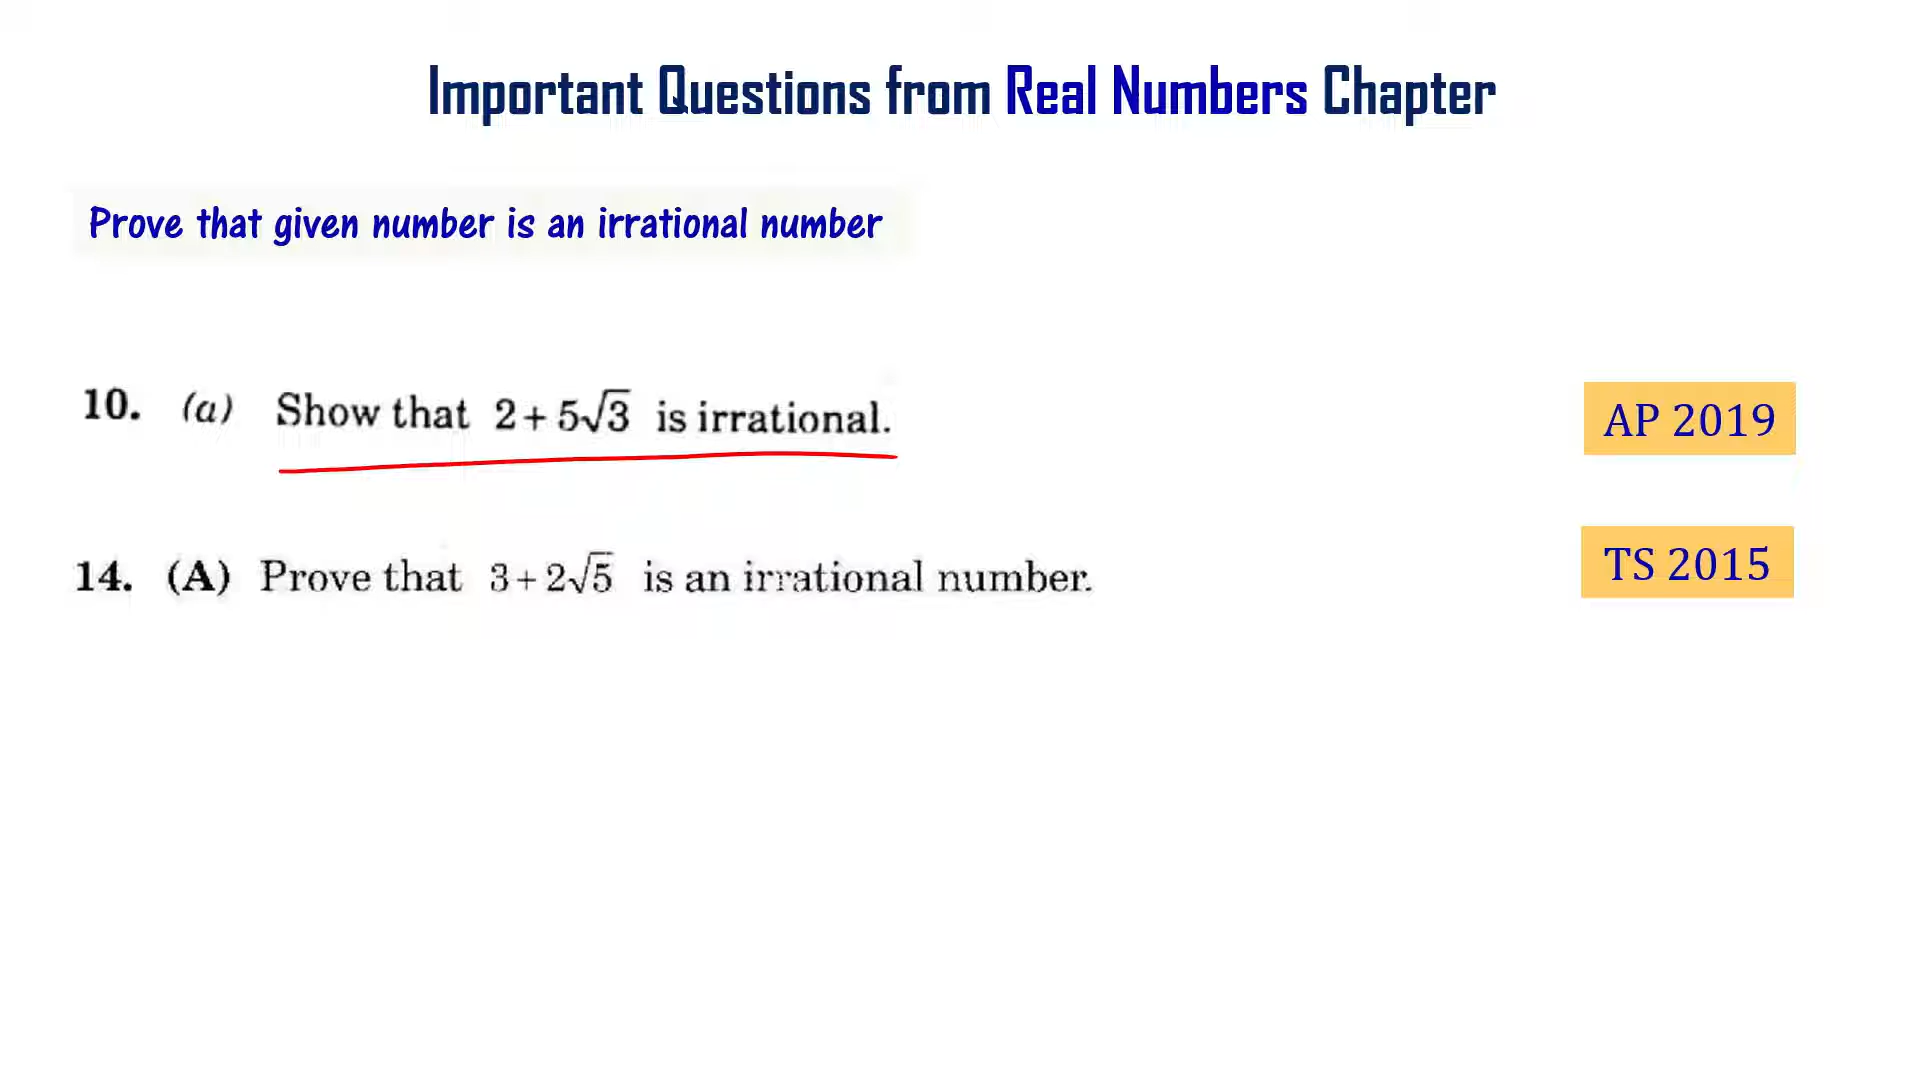 Important Questions from Real Numbers Chapter
Prove that given number is an irrational number
10. (a) Show that 2 + 5√3 is irrational.
AP 2019
14. (A) Prove that 3 + 2√5 is an irrational number.
TS 2015